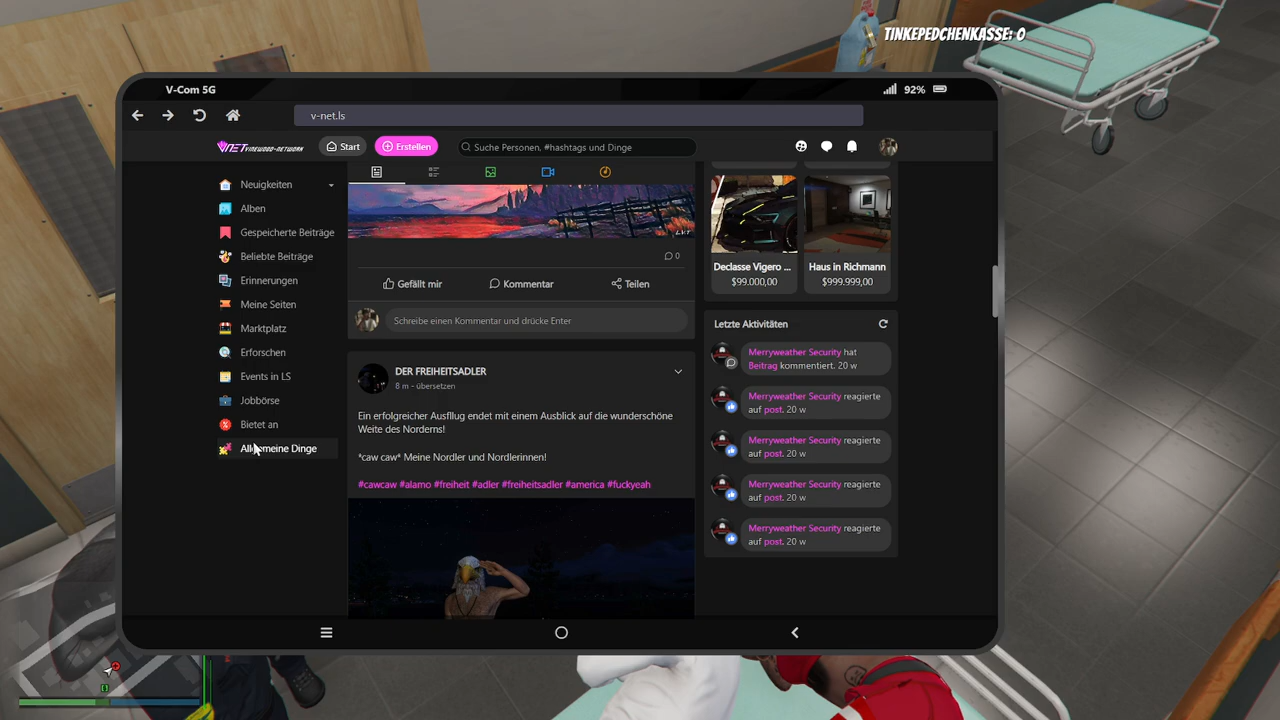 TINKEPEDCHENKASSE: 0
V-Com 5G
92%
v-net.ls
VNET VINEWOOD-NETWORK
Start
Erstellen
Suche Personen, #hashtags und Dinge
Neuigkeiten
Alben
Gespeicherte Beiträge
Beliebte Beiträge
Erinnerungen
Meine Seiten
Marktplatz
Erforschen
Events in LS
Jobbörse
Bietet an
Allgemeine Dinge
0
Gefällt mir
Kommentar
Teilen
Schreibe einen Kommentar und drücke Enter
DER FREIHEITSADLER
8 m - übersetzen
Ein erfolgreicher Ausfllug endet mit einem Ausblick auf die wunderschöne
Weite des Norderns!
*caw caw* Meine Nordler und Nordlerinnen!
#cawcaw #alamo #freiheit #adler #freiheitsadler #america #fuckyeah
Declasse Vigero ...
$99.000,00
Haus in Richmann
$999.999,00
Letzte Aktivitäten
Merryweather Security hat
Beitrag kommentiert. 20 w
Merryweather Security reagierte
auf post. 20 w
Merryweather Security reagierte
auf post. 20 w
Merryweather Security reagierte
auf post. 20 w
Merryweather Security reagierte
auf post. 20 w